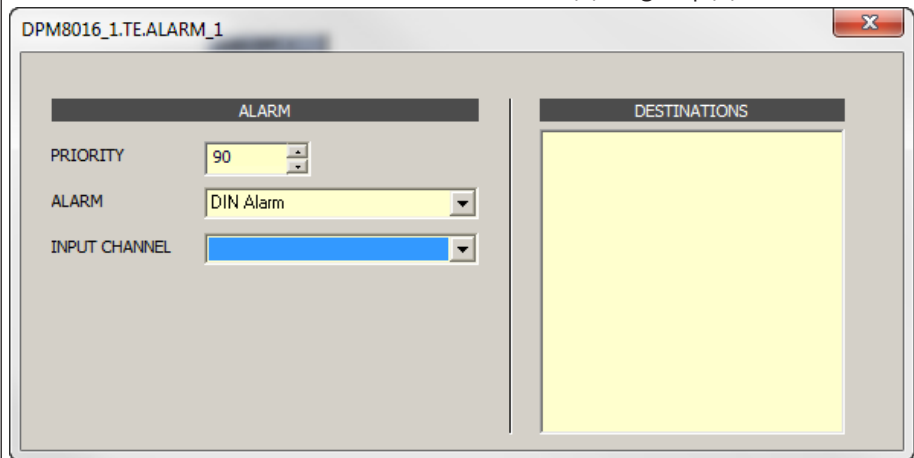 DPM8016_1.TE.ALARM_1
ALARM
PRIORITY
90
ALARM
DIN Alarm
INPUT CHANNEL
DESTINATIONS